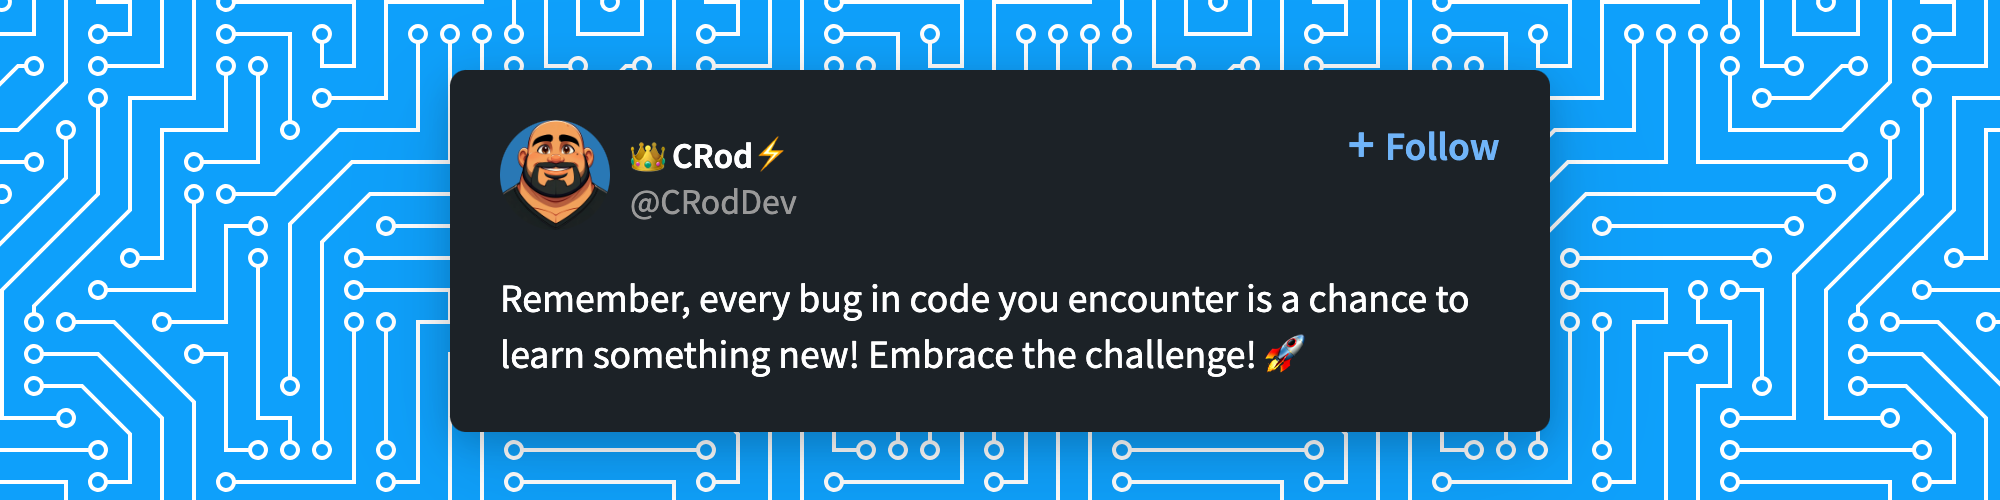 👑 CRod⚡
@CRodDev
+ Follow
Remember, every bug in code you encounter is a chance to
learn something new! Embrace the challenge! 🚀